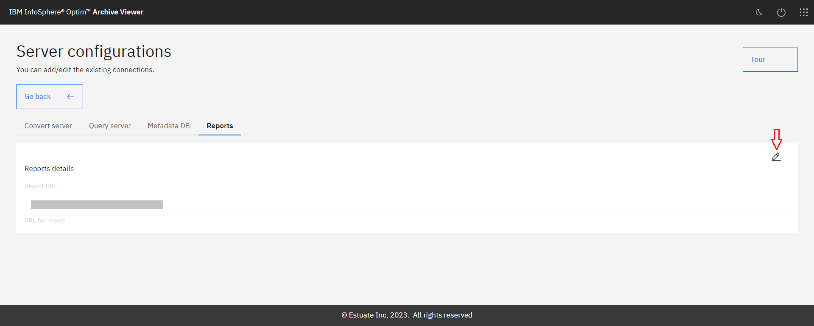 IBM InfoSphere® Optim™ Archive Viewer
Server configurations
You can add/edit the existing connections.
Tour
Go back
Convert server
Query server
Metadata DB
Reports
Reports details
Report URL
URL for report
© Estuate Inc, 2023. All rights reserved